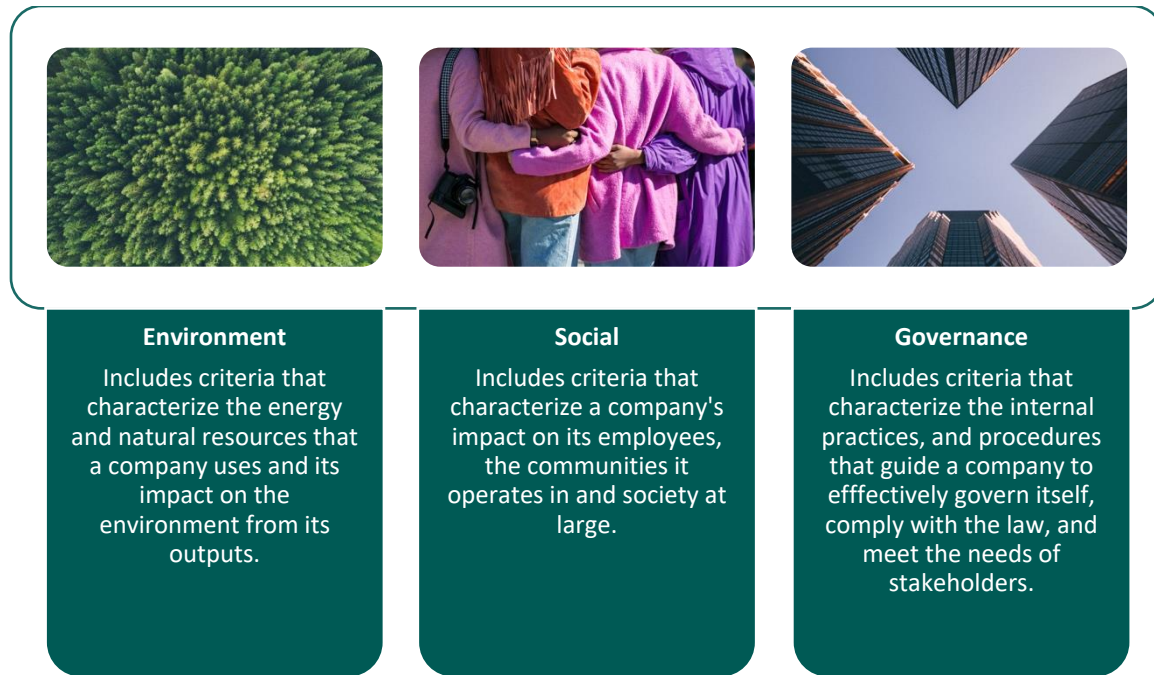 Environment
Includes criteria that
characterize the energy
and natural resources that
a company uses and its
impact on the
environment from its
outputs.
Social
Includes criteria that
characterize a company's
impact on its employees,
the communities it
operates in and society at
large.
Governance
Includes criteria that
characterize the internal
practices, and procedures
that guide a company to
efffectively govern itself,
comply with the law, and
meet the needs of
stakeholders.